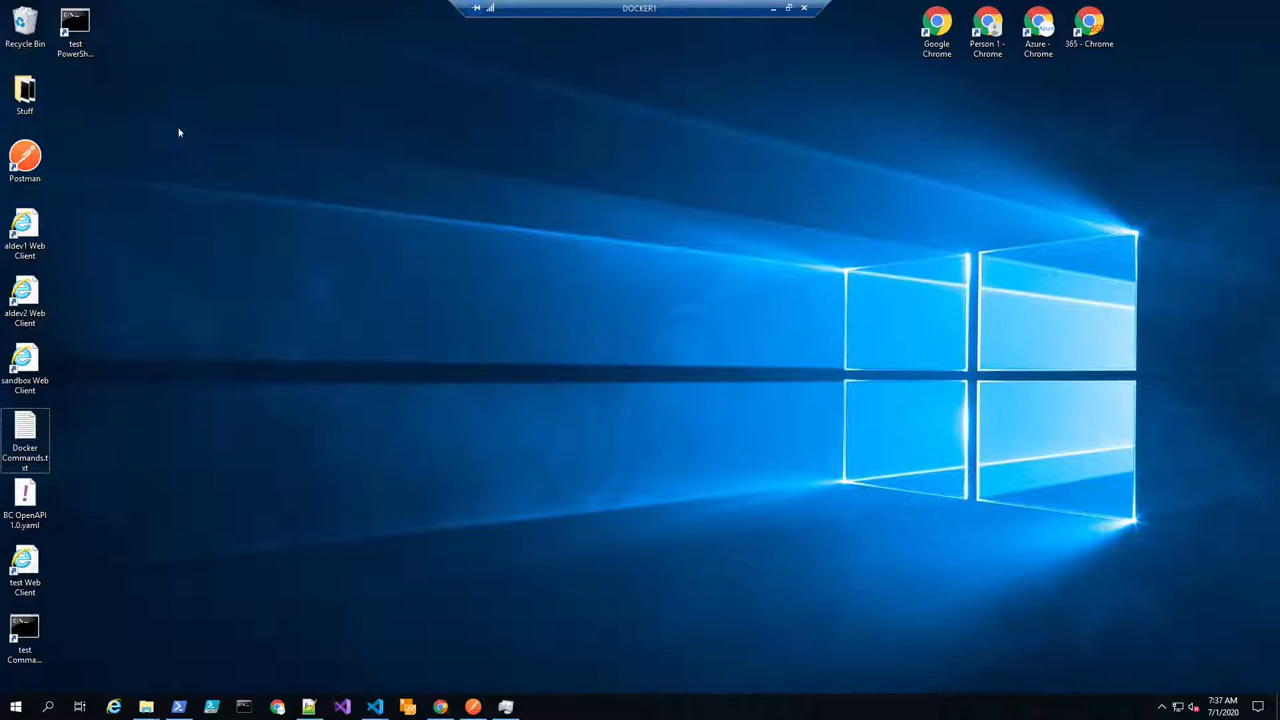 DOCKER1
Recycle Bin
test
PowerSh...
Google
Chrome
Person 1 -
Chrome
Azure -
Chrome
365 - Chrome
Stuff
Postman
aldev1 Web
Client
aldev2 Web
Client
sandbox Web
Client
Docker
Commands.t
xt
BC OpenAPI
1.0.yaml
test Web
Client
test
Comma...
7:37 AM
7/1/2020